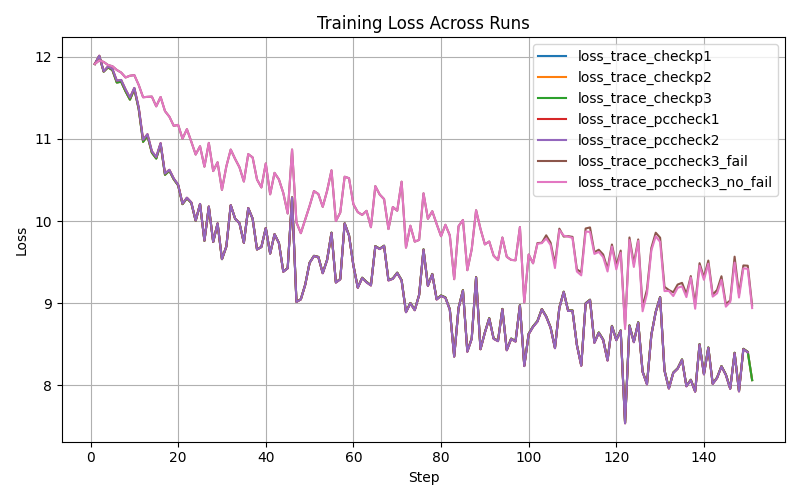 Training Loss Across Runs
loss_trace_checkp1
loss_trace_checkp2
loss_trace_checkp3
loss_trace_pccheck1
loss_trace_pccheck2
loss_trace_pccheck3_fail
loss_trace_pccheck3_no_fail
12
11
10
9
8
Loss
0 20 40 60 80 100 120 140
Step